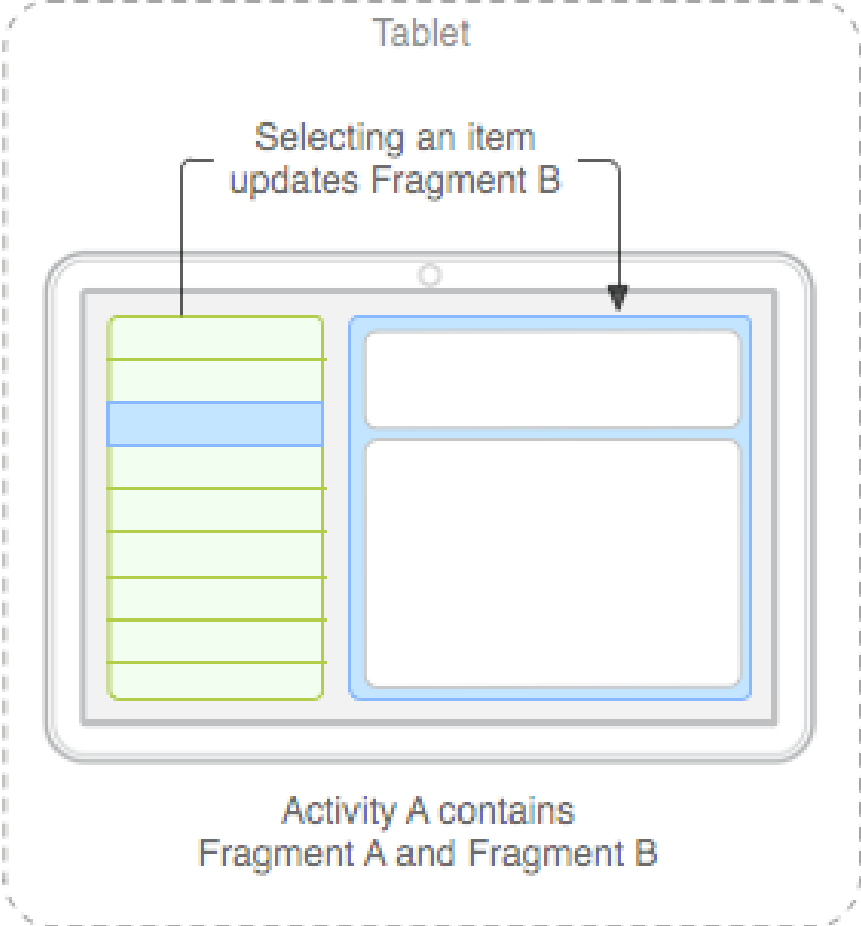 Tablet
Selecting an item
updates Fragment B
Activity A contains
Fragment A and Fragment B